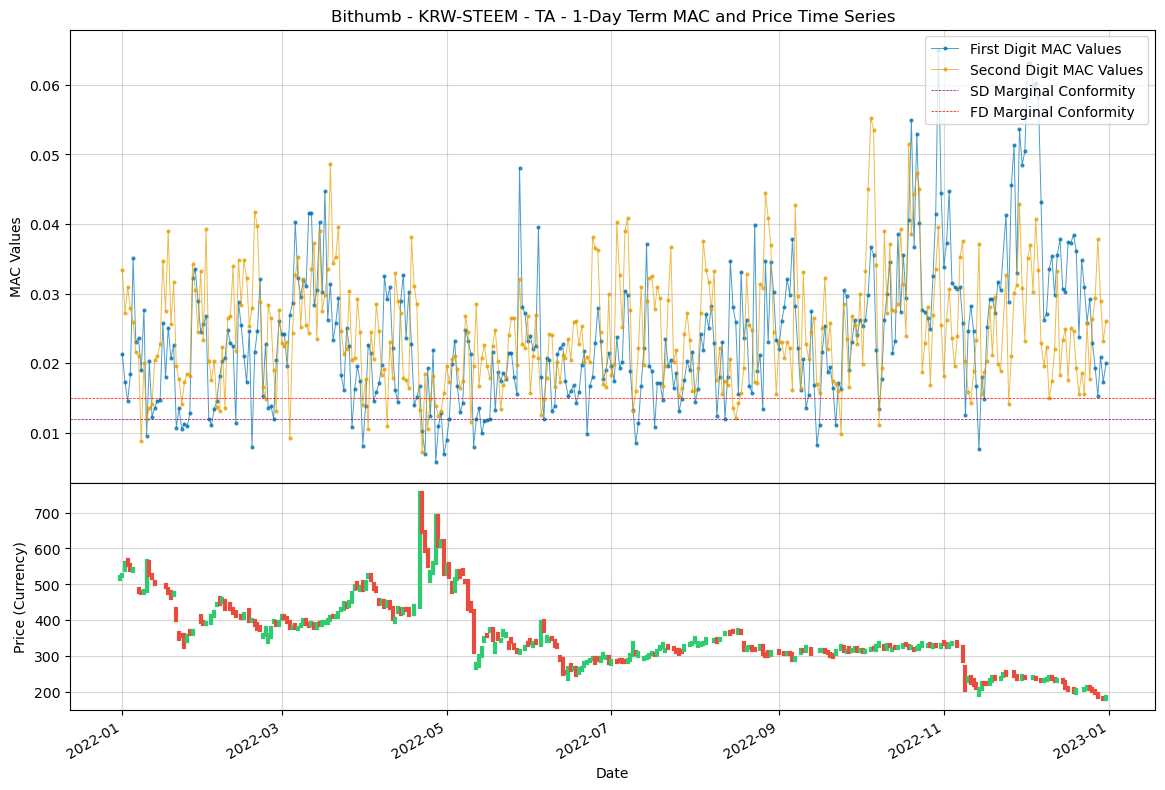 Bithumb - KRW-STEEM - TA - 1-Day Term MAC and Price Time Series
First Digit MAC Values
Second Digit MAC Values
SD Marginal Conformity
FD Marginal Conformity
MAC Values
0.06
0.05
0.04
0.03
0.02
0.01
Price (Currency)
700
600
500
400
300
200
2022-01
2022-03
2022-05
2022-07
2022-09
2022-11
2023-01
Date